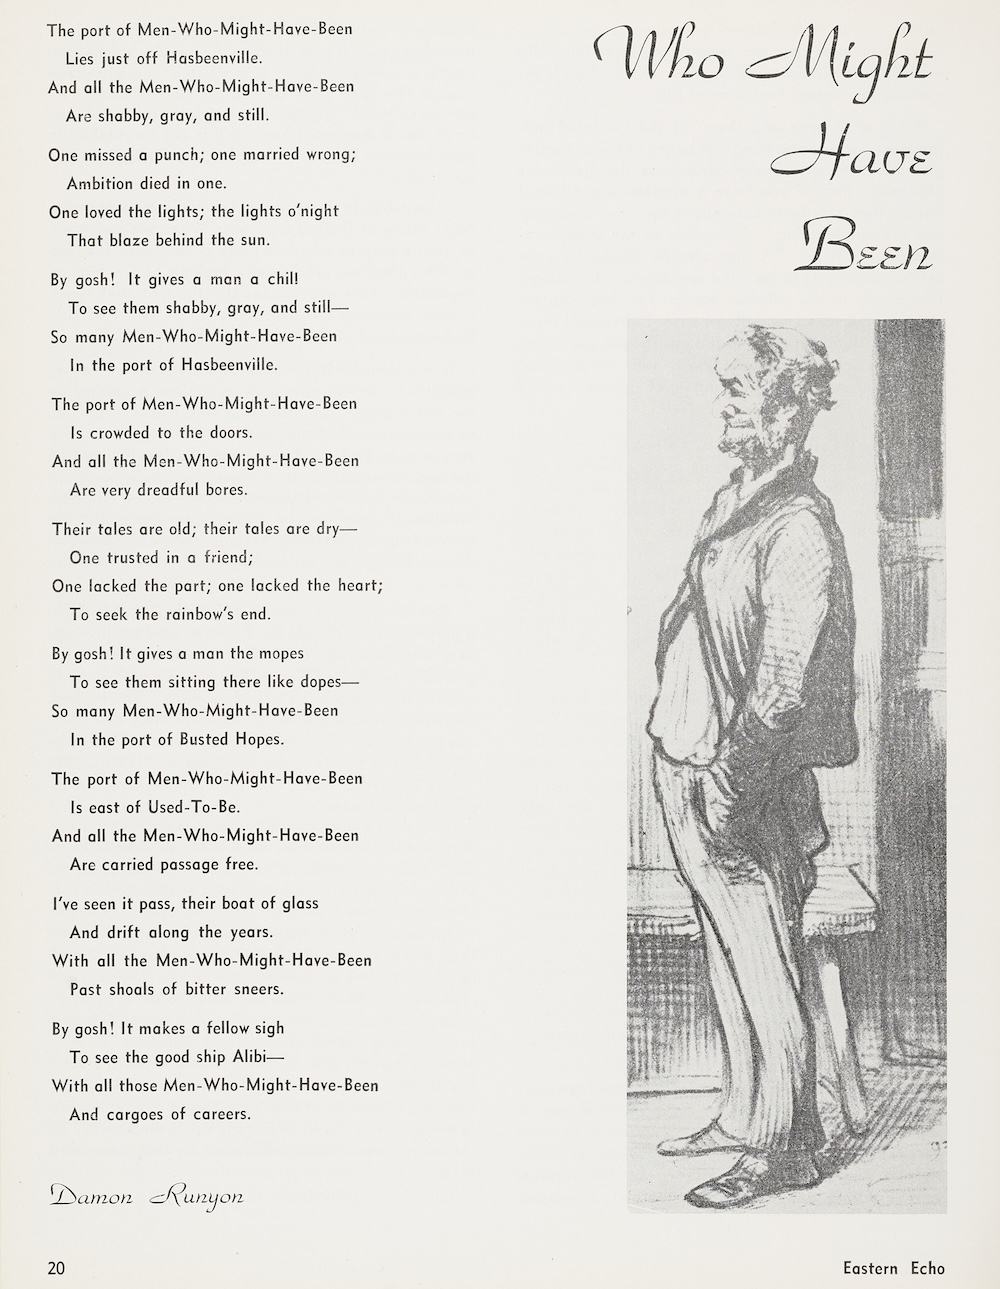 Who Might
Have
Been
The port of Men-Who-Might-Have-Been
Lies just off Hasbeenville.
And all the Men-Who-Might-Have-Been
Are shabby, gray, and still.
One missed a punch; one married wrong;
Ambition died in one.
One loved the lights; the lights o'night
That blaze behind the sun.
By gosh! It gives a man a chill
To see them shabby, gray, and still—
So many Men-Who-Might-Have-Been
In the port of Hasbeenville.
The port of Men-Who-Might-Have-Been
Is crowded to the doors.
And all the Men-Who-Might-Have-Been
Are very dreadful bores.
Their tales are old; their tales are dry—
One trusted in a friend;
One lacked the part; one lacked the heart;
To seek the rainbow's end.
By gosh! It gives a man the mopes
To see them sitting there like dopes—
So many Men-Who-Might-Have-Been
In the port of Busted Hopes.
The port of Men-Who-Might-Have-Been
Is east of Used-To-Be.
And all the Men-Who-Might-Have-Been
Are carried passage free.
I've seen it pass, their boat of glass
And drift along the years.
With all the Men-Who-Might-Have-Been
Past shoals of bitter sneers.
By gosh! It makes a fellow sigh
To see the good ship Alibi—
With all those Men-Who-Might-Have-Been
And cargoes of careers.
Damon Runyon
20
Eastern Echo